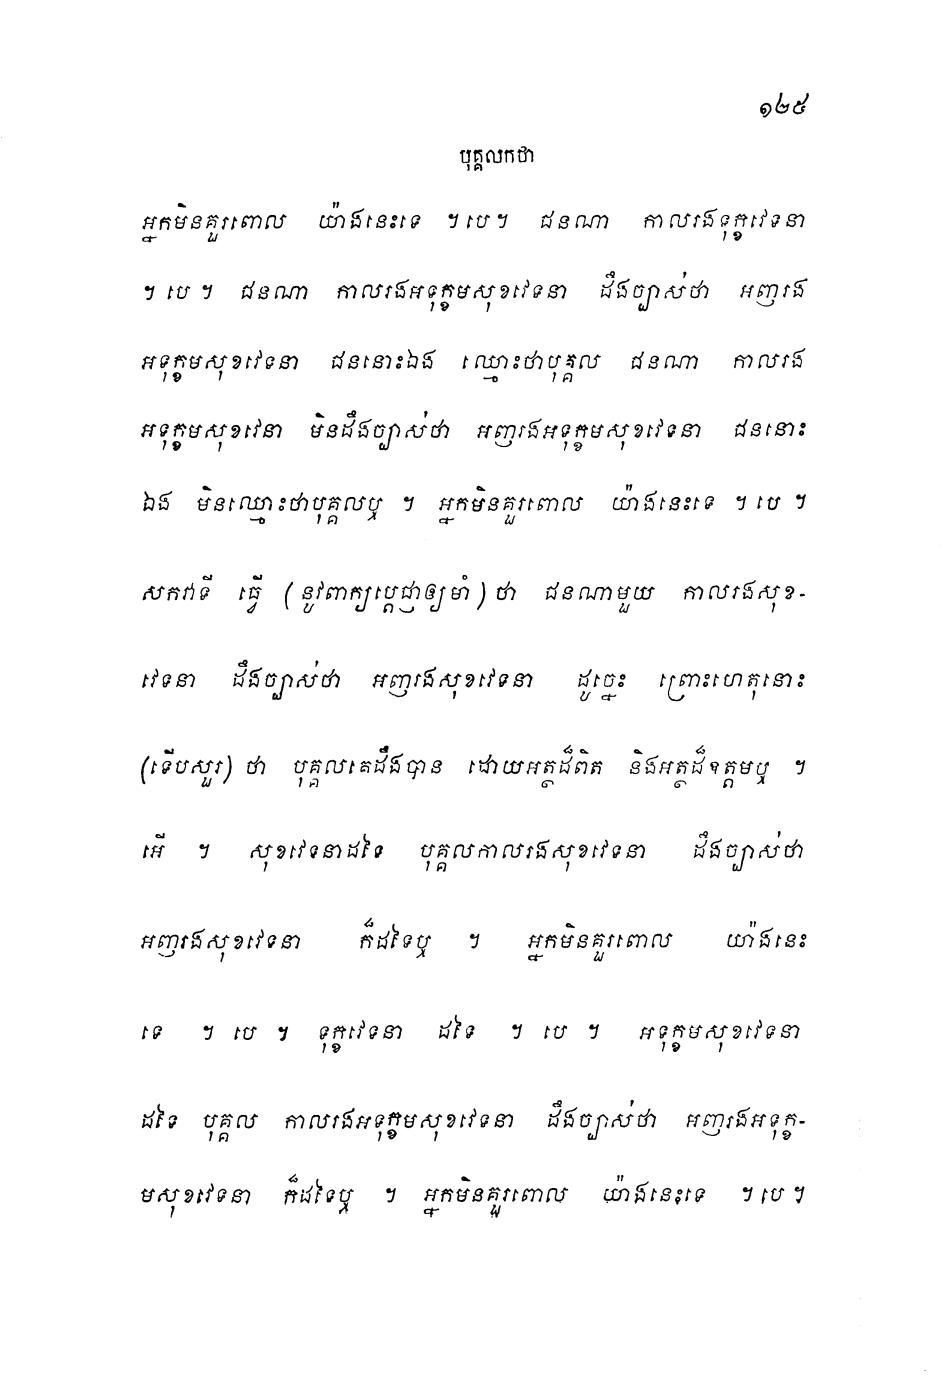 ១២៥
បុគ្គលកថា
អ្នកមិនគួរពោល យ៉ាងនេះទេ ។ បេ ។ ជនណា កាលរងទុក្ខវេទនា
។ បេ ។ ជនណា កាលរងអទុក្ខមសុខវេទនា ដឹងច្បាស់ថា អញរង
អទុក្ខមសុខវេទនា ជននោះឯង ឈ្មោះថាបុគ្គល ជនណា កាលរង
អទុក្ខមសុខវេនា មិនដឹងច្បាស់ថា អញរងអទុក្ខមសុខវេទនា ជននោះ
ឯង មិនឈ្មោះថាបុគ្គលឬ ។ អ្នកមិនគួរពោល យ៉ាងនេះទេ ។ បេ ។
សកវាទី ធ្វើ (នូវពាក្យប្តេជ្ញាឲ្យមាំ) ថា ជនណាមួយ កាលរងសុខ-
វេទនា ដឹងច្បាស់ថា អញរងសុខវេទនា ដូច្នេះ ព្រោះហេតុនោះ
(ទើបសួរ) ថា បុគ្គលគេដឹងបាន ដោយអត្ថដ៏ពិត និងអត្ថដ៏ឧត្តមឬ ។
អើ ។ សុខវេទនាដទៃ បុគ្គលកាលរងសុខវេទនា ដឹងច្បាស់ថា
អញរងសុខវេទនា ក៏ដទៃឬ ។ អ្នកមិនគួរពោល យ៉ាងនេះ
ទេ ។ បេ ។ ទុក្ខវេទនា ដទៃ ។ បេ ។ អទុក្ខមសុខវេទនា
ដទៃ បុគ្គល កាលរងអទុក្ខមសុខវេទនា ដឹងច្បាស់ថា អញរងអទុក្ខ-
មសុខវេទនា ក៏ដទៃឬ ។ អ្នកមិនគួរពោល យ៉ាងនេះទេ ។ បេ ។